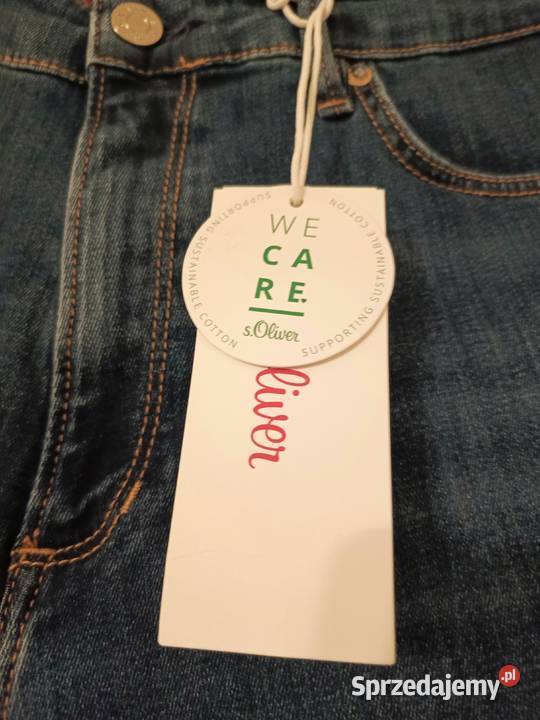 WE
CA
RE.
s.Oliver
SUPPORTING SUSTAINABLE COTTON
SUPPORTING SUSTAINABLE COTTON
liver
Sprzedajemy.pl